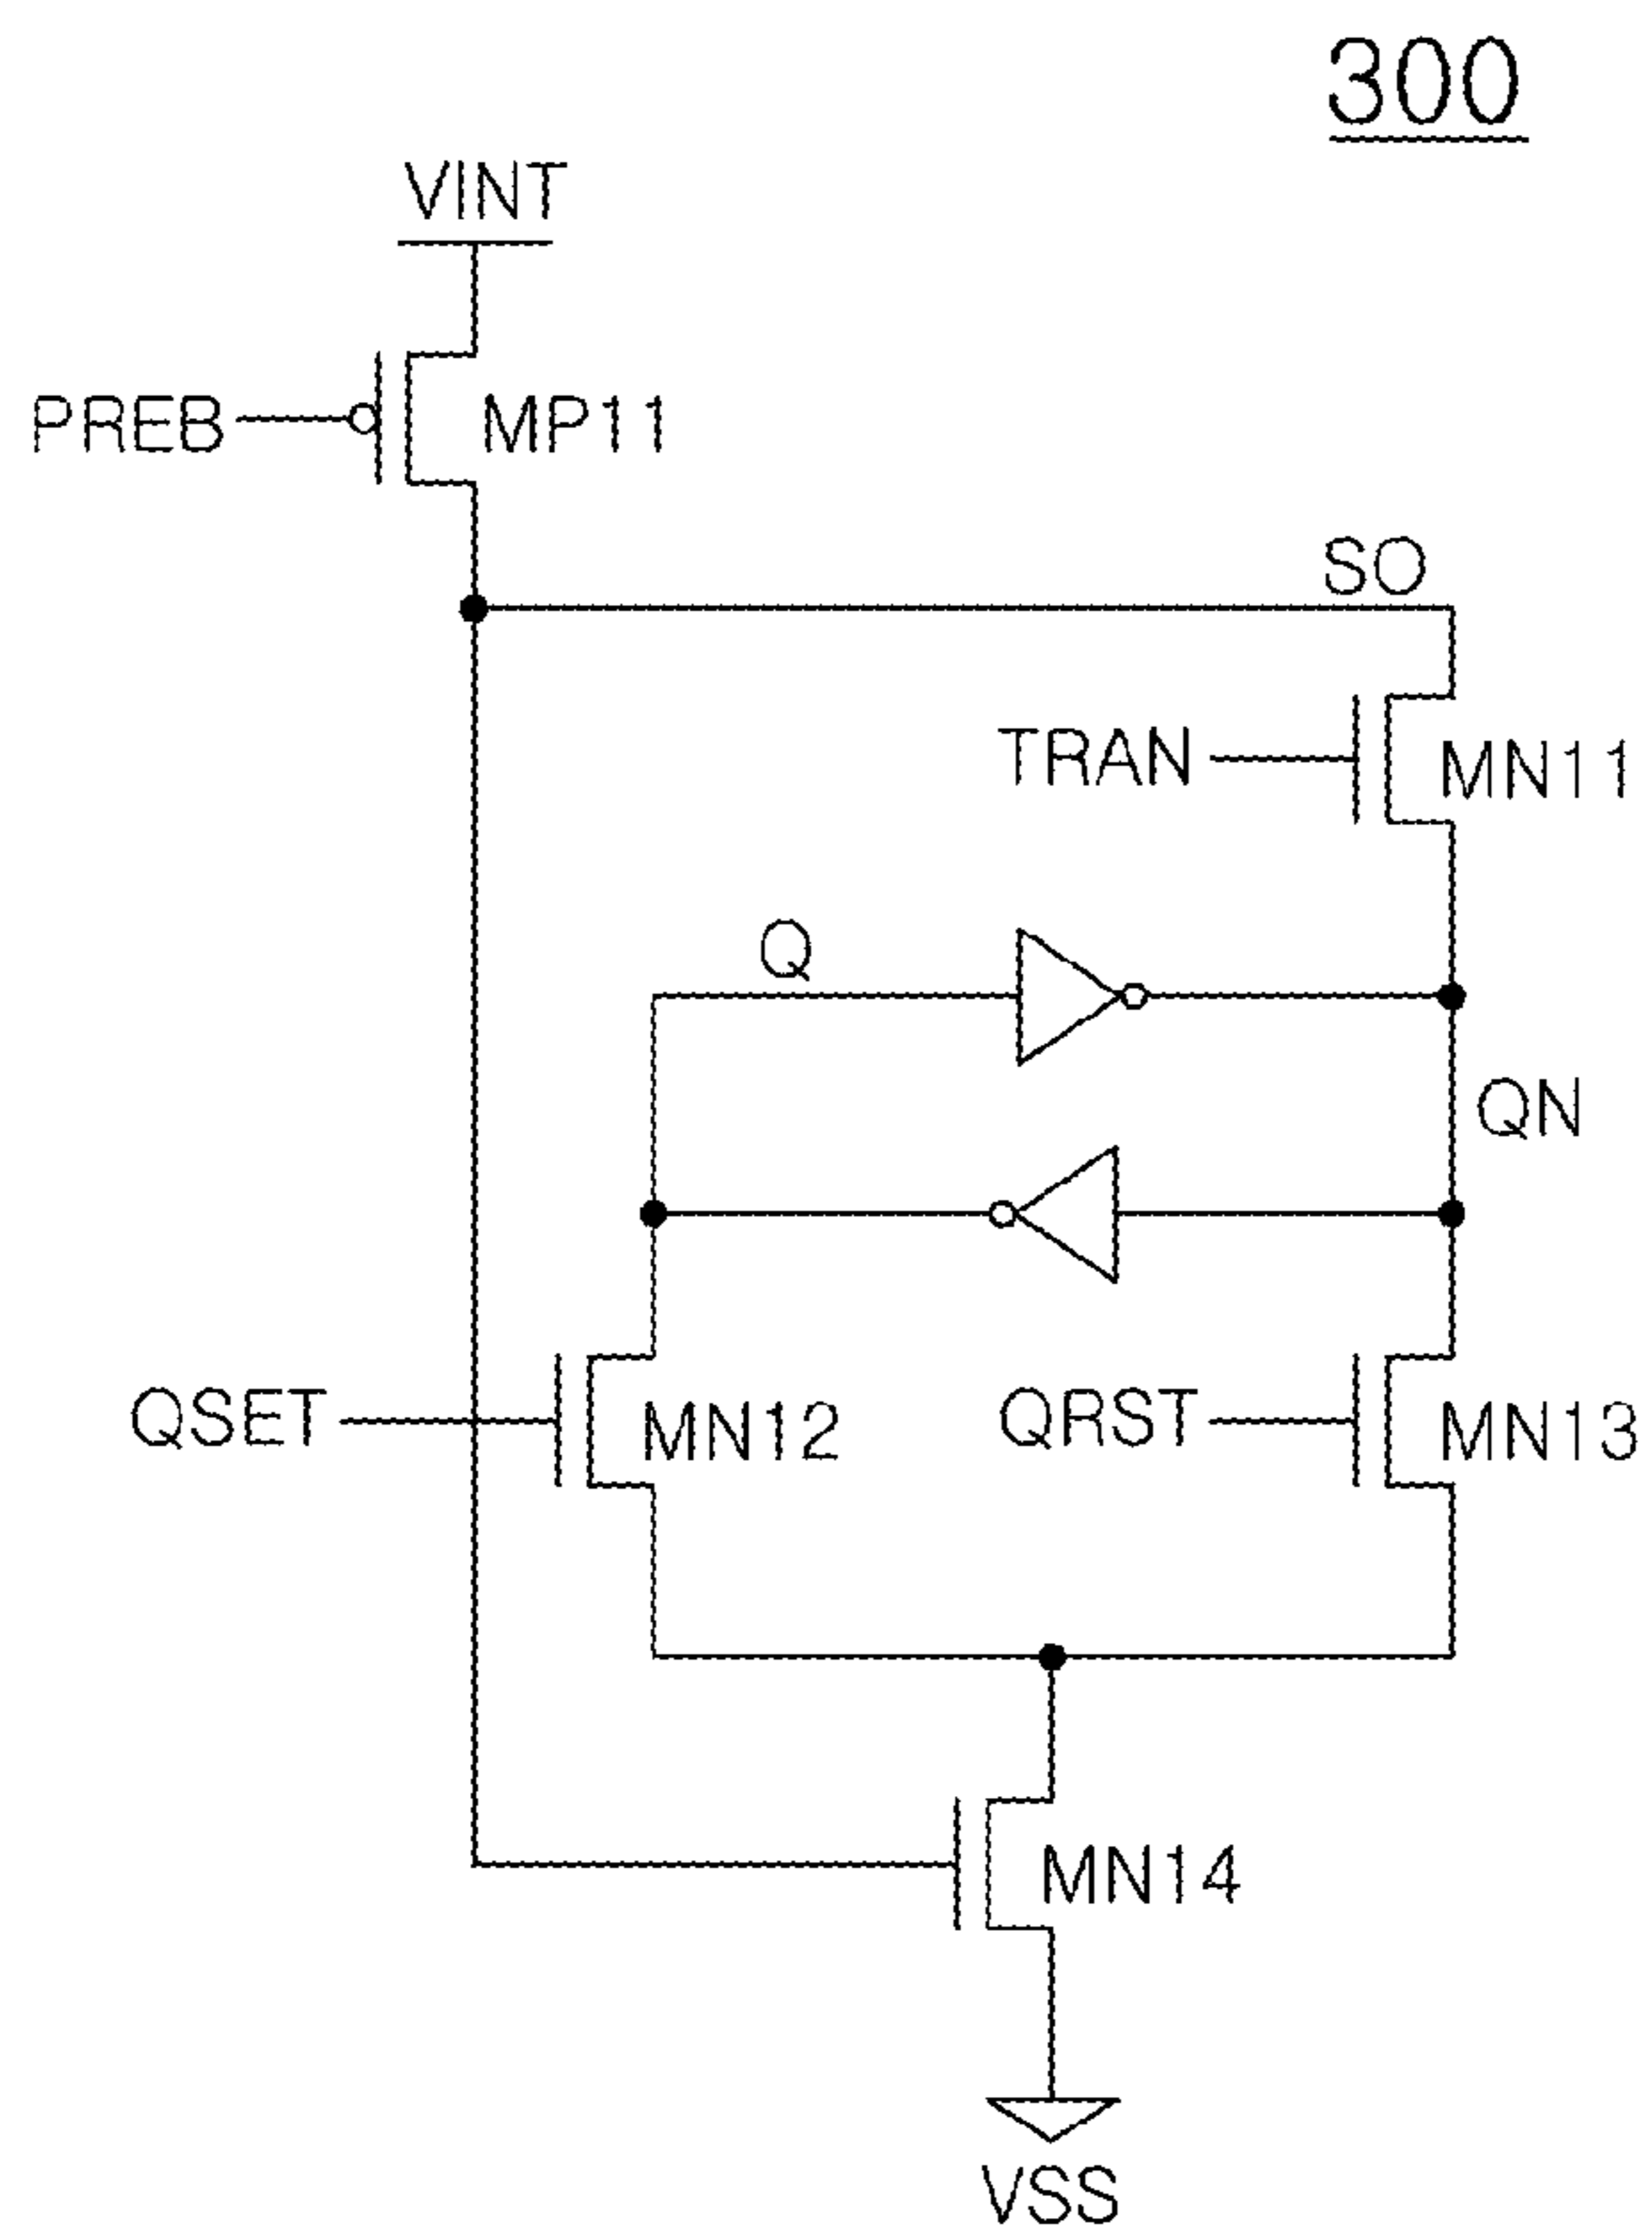 300
VINT
PREB
MP11
SO
TRAN
MN11
Q
QN
QSET
MN12
QRST
MN13
MN14
VSS